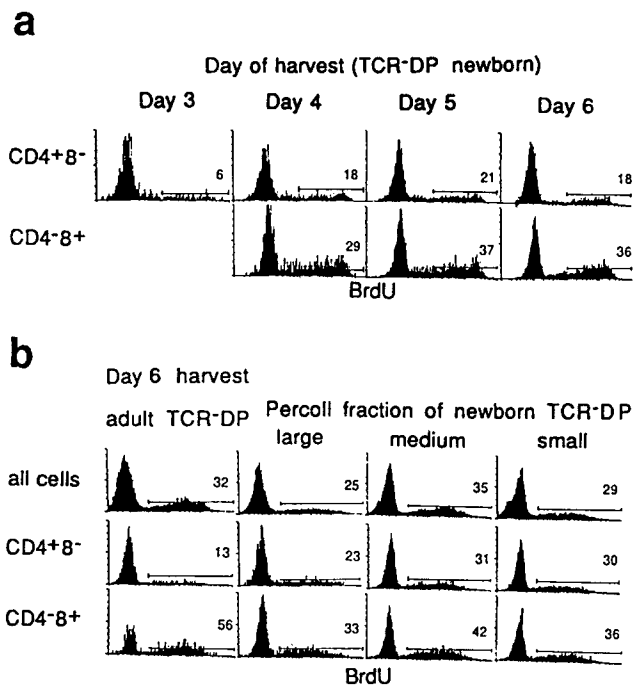 a
Day of harvest (TCR-DP newborn)
Day 3 Day 4 Day 5 Day 6
CD4+8- 6 18 21 18
CD4-8+ 29 37 36
BrdU
b
Day 6 harvest
adult TCR-DP Percoll fraction of newborn TCR-DP
large medium small
all cells 32 25 35 29
CD4+8- 13 23 31 30
CD4-8+ 56 33 42 36
BrdU